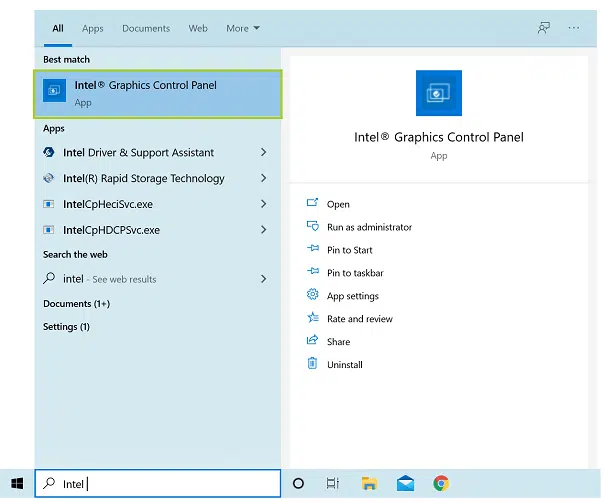 All Apps Documents Web More
Best match
Intel® Graphics Control Panel
App
Apps
Intel Driver & Support Assistant
Intel(R) Rapid Storage Technology
IntelCpHeciSvc.exe
IntelCpHDCPSvc.exe
Search the web
intel - See web results
Documents (1+)
Settings (1)
Intel® Graphics Control Panel
App
Open
Run as administrator
Pin to Start
Pin to taskbar
App settings
Rate and review
Share
Uninstall
Intel